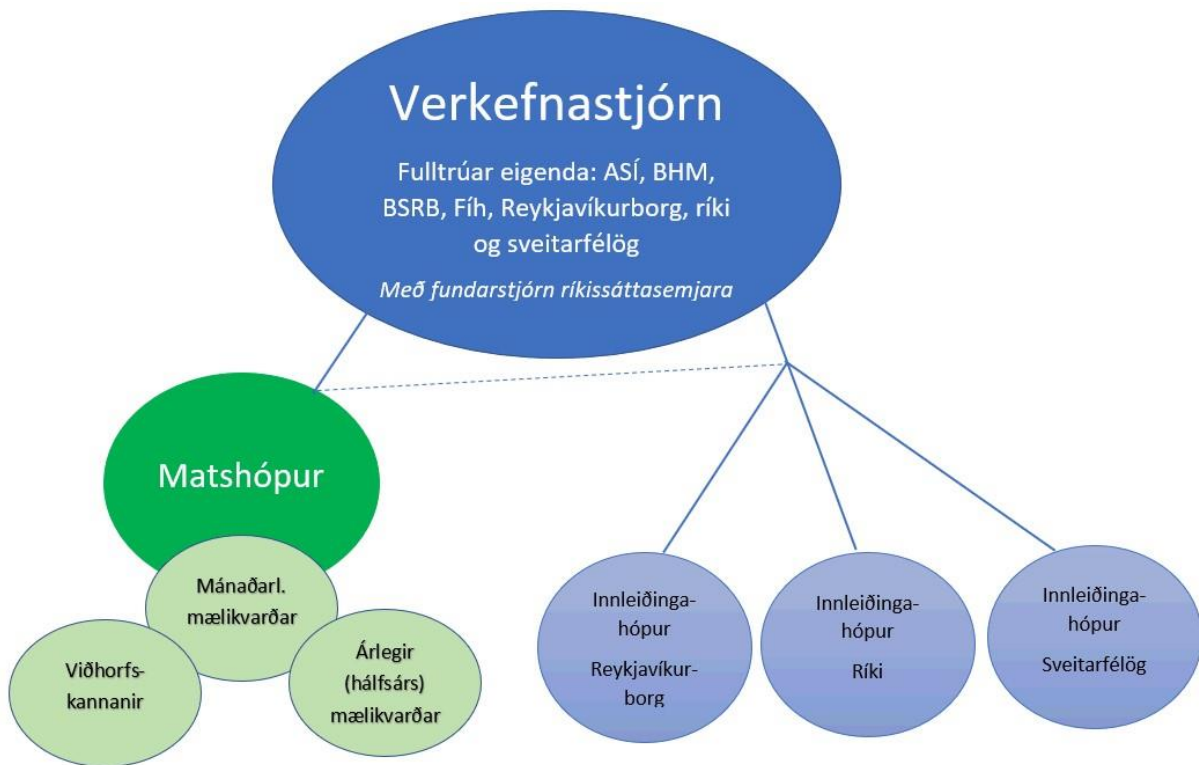 Verkefnastjórn
Fulltrúar eigenda: ASÍ, BHM,
BSRB, Fíh, Reykjavíkurborg, ríki
og sveitarfélög
Með fundarstjórn ríkissáttasemjara
Matshópur
Mánaðarl.
mælikvarðar
Viðhorfs-
kannanir
Árlegir
(hálfsárs)
mælikvarðar
Innleiðinga-
hópur
Reykjavíkur-
borg
Innleiðinga-
hópur
Ríki
Innleiðinga-
hópur
Sveitarfélög